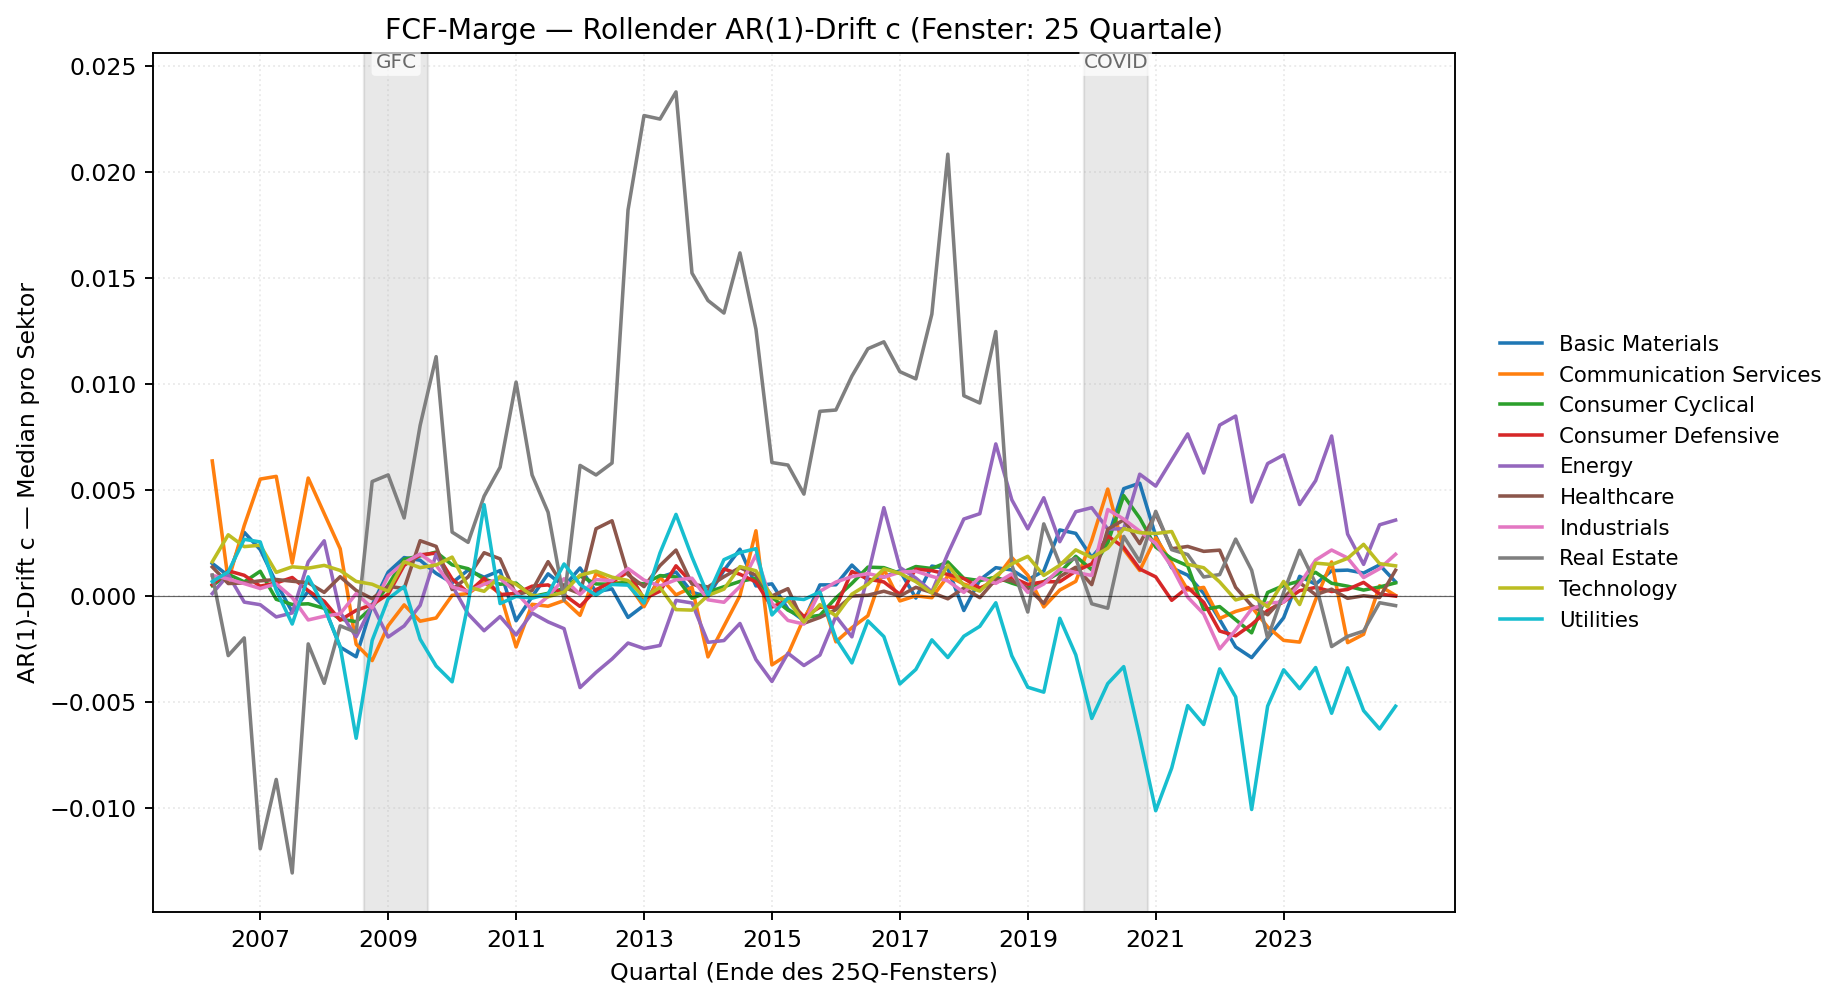 FCF-Marge — Rollender AR(1)-Drift c (Fenster: 25 Quartale)
GFC
COVID
0.025
0.020
0.015
0.010
0.005
0.000
−0.005
−0.010
AR(1)-Drift c — Median pro Sektor
2007
2009
2011
2013
2015
2017
2019
2021
2023
Quartal (Ende des 25Q-Fensters)
Basic Materials
Communication Services
Consumer Cyclical
Consumer Defensive
Energy
Healthcare
Industrials
Real Estate
Technology
Utilities